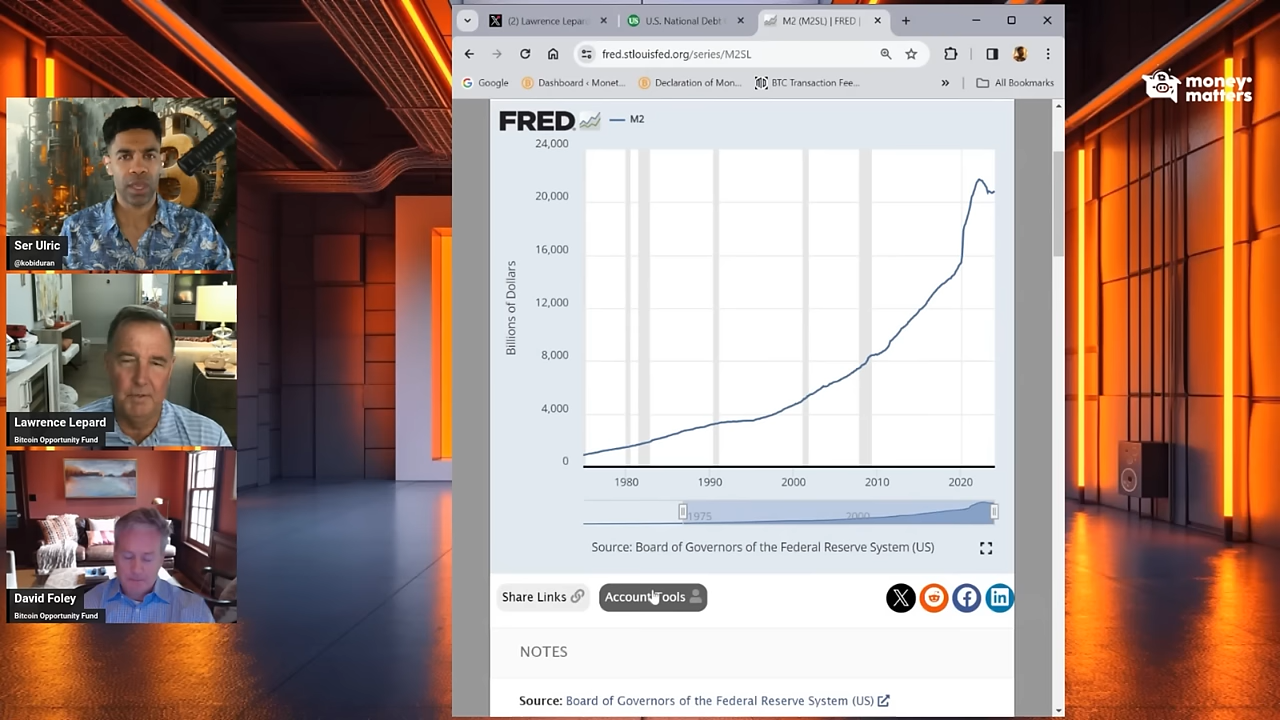 (2) Lawrence Lepar
U.S. National Debt
M2 (M2SL) | FRED |
fred.stlouisfed.org/series/M2SL
Google
Dashboard ‹ Monet...
Declaration of Mon...
BTC Transaction Fee...
»
All Bookmarks
money
matters
FRED
M2
24,000
20,000
16,000
12,000
8,000
4,000
0
Billions of Dollars
1980
1990
2000
2010
2020
1975
2000
Source: Board of Governors of the Federal Reserve System (US)
Share Links
Account Tools
NOTES
Source: Board of Governors of the Federal Reserve System (US)
Ser Ulric
@kobiduran
Lawrence Lepard
Bitcoin Opportunity Fund
David Foley
Bitcoin Opportunity Fund